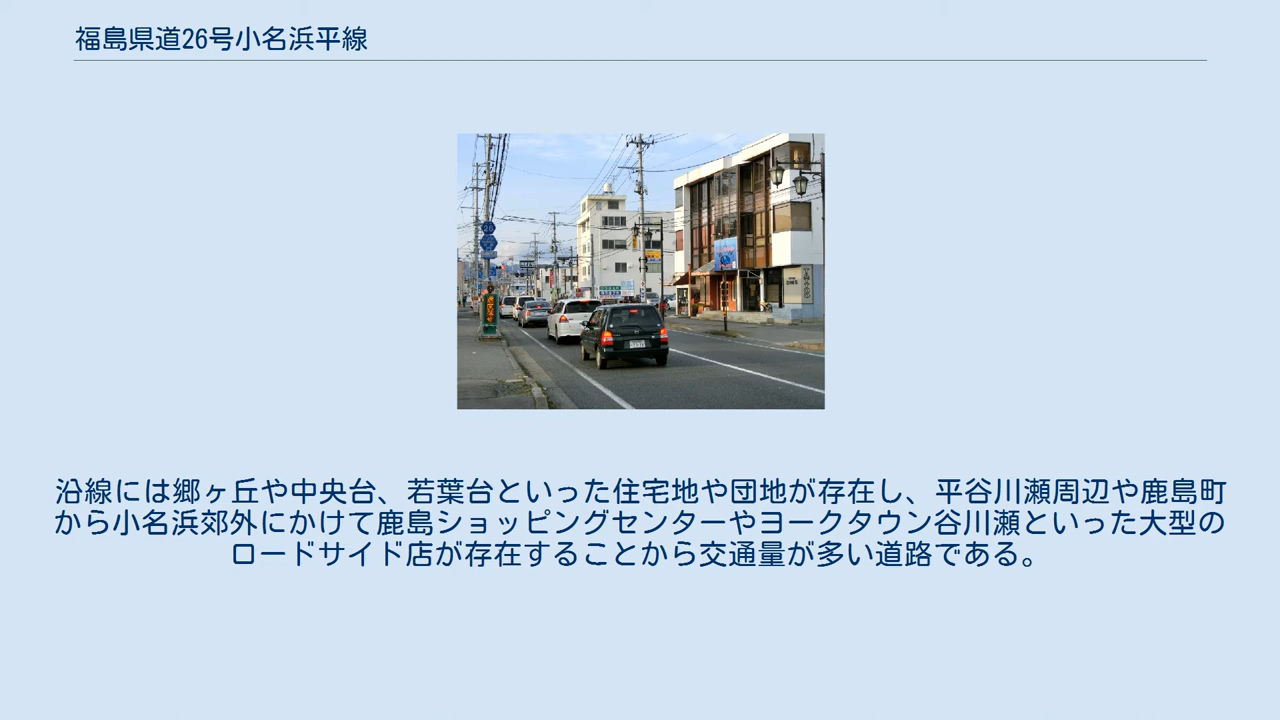 福島県道26号小名浜平線
26
沿線には郷ヶ丘や中央台、若葉台といった住宅地や団地が存在し、平谷川瀬周辺や鹿島町
から小名浜郊外にかけて鹿島ショッピングセンターやヨークタウン谷川瀬といった大型の
ロードサイド店が存在することから交通量が多い道路である。